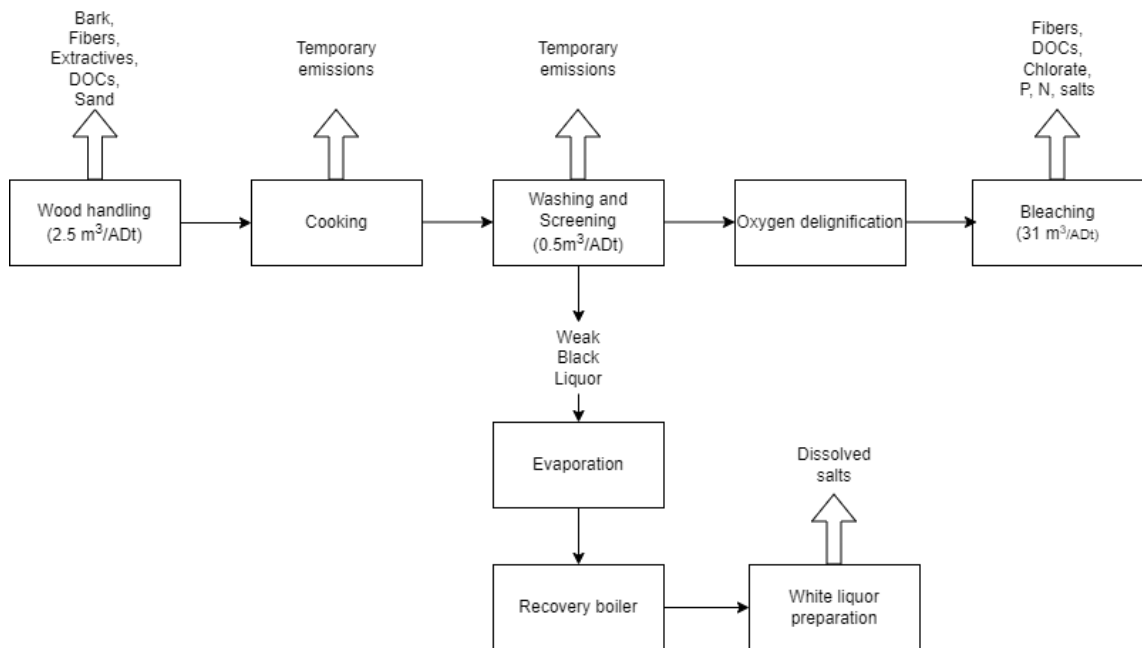 Bark,
Fibers,
Extractives,
DOCs,
Sand
Temporary
emissions
Temporary
emissions
Fibers,
DOCs,
Chlorate,
P, N, salts
Wood handling
(2.5 m³/ADt)
Cooking
Washing and
Screening
(0.5m³/ADt)
Oxygen delignification
Bleaching
(31 m³/ADt)
Weak
Black
Liquor
Evaporation
Dissolved
salts
Recovery boiler
White liquor
preparation